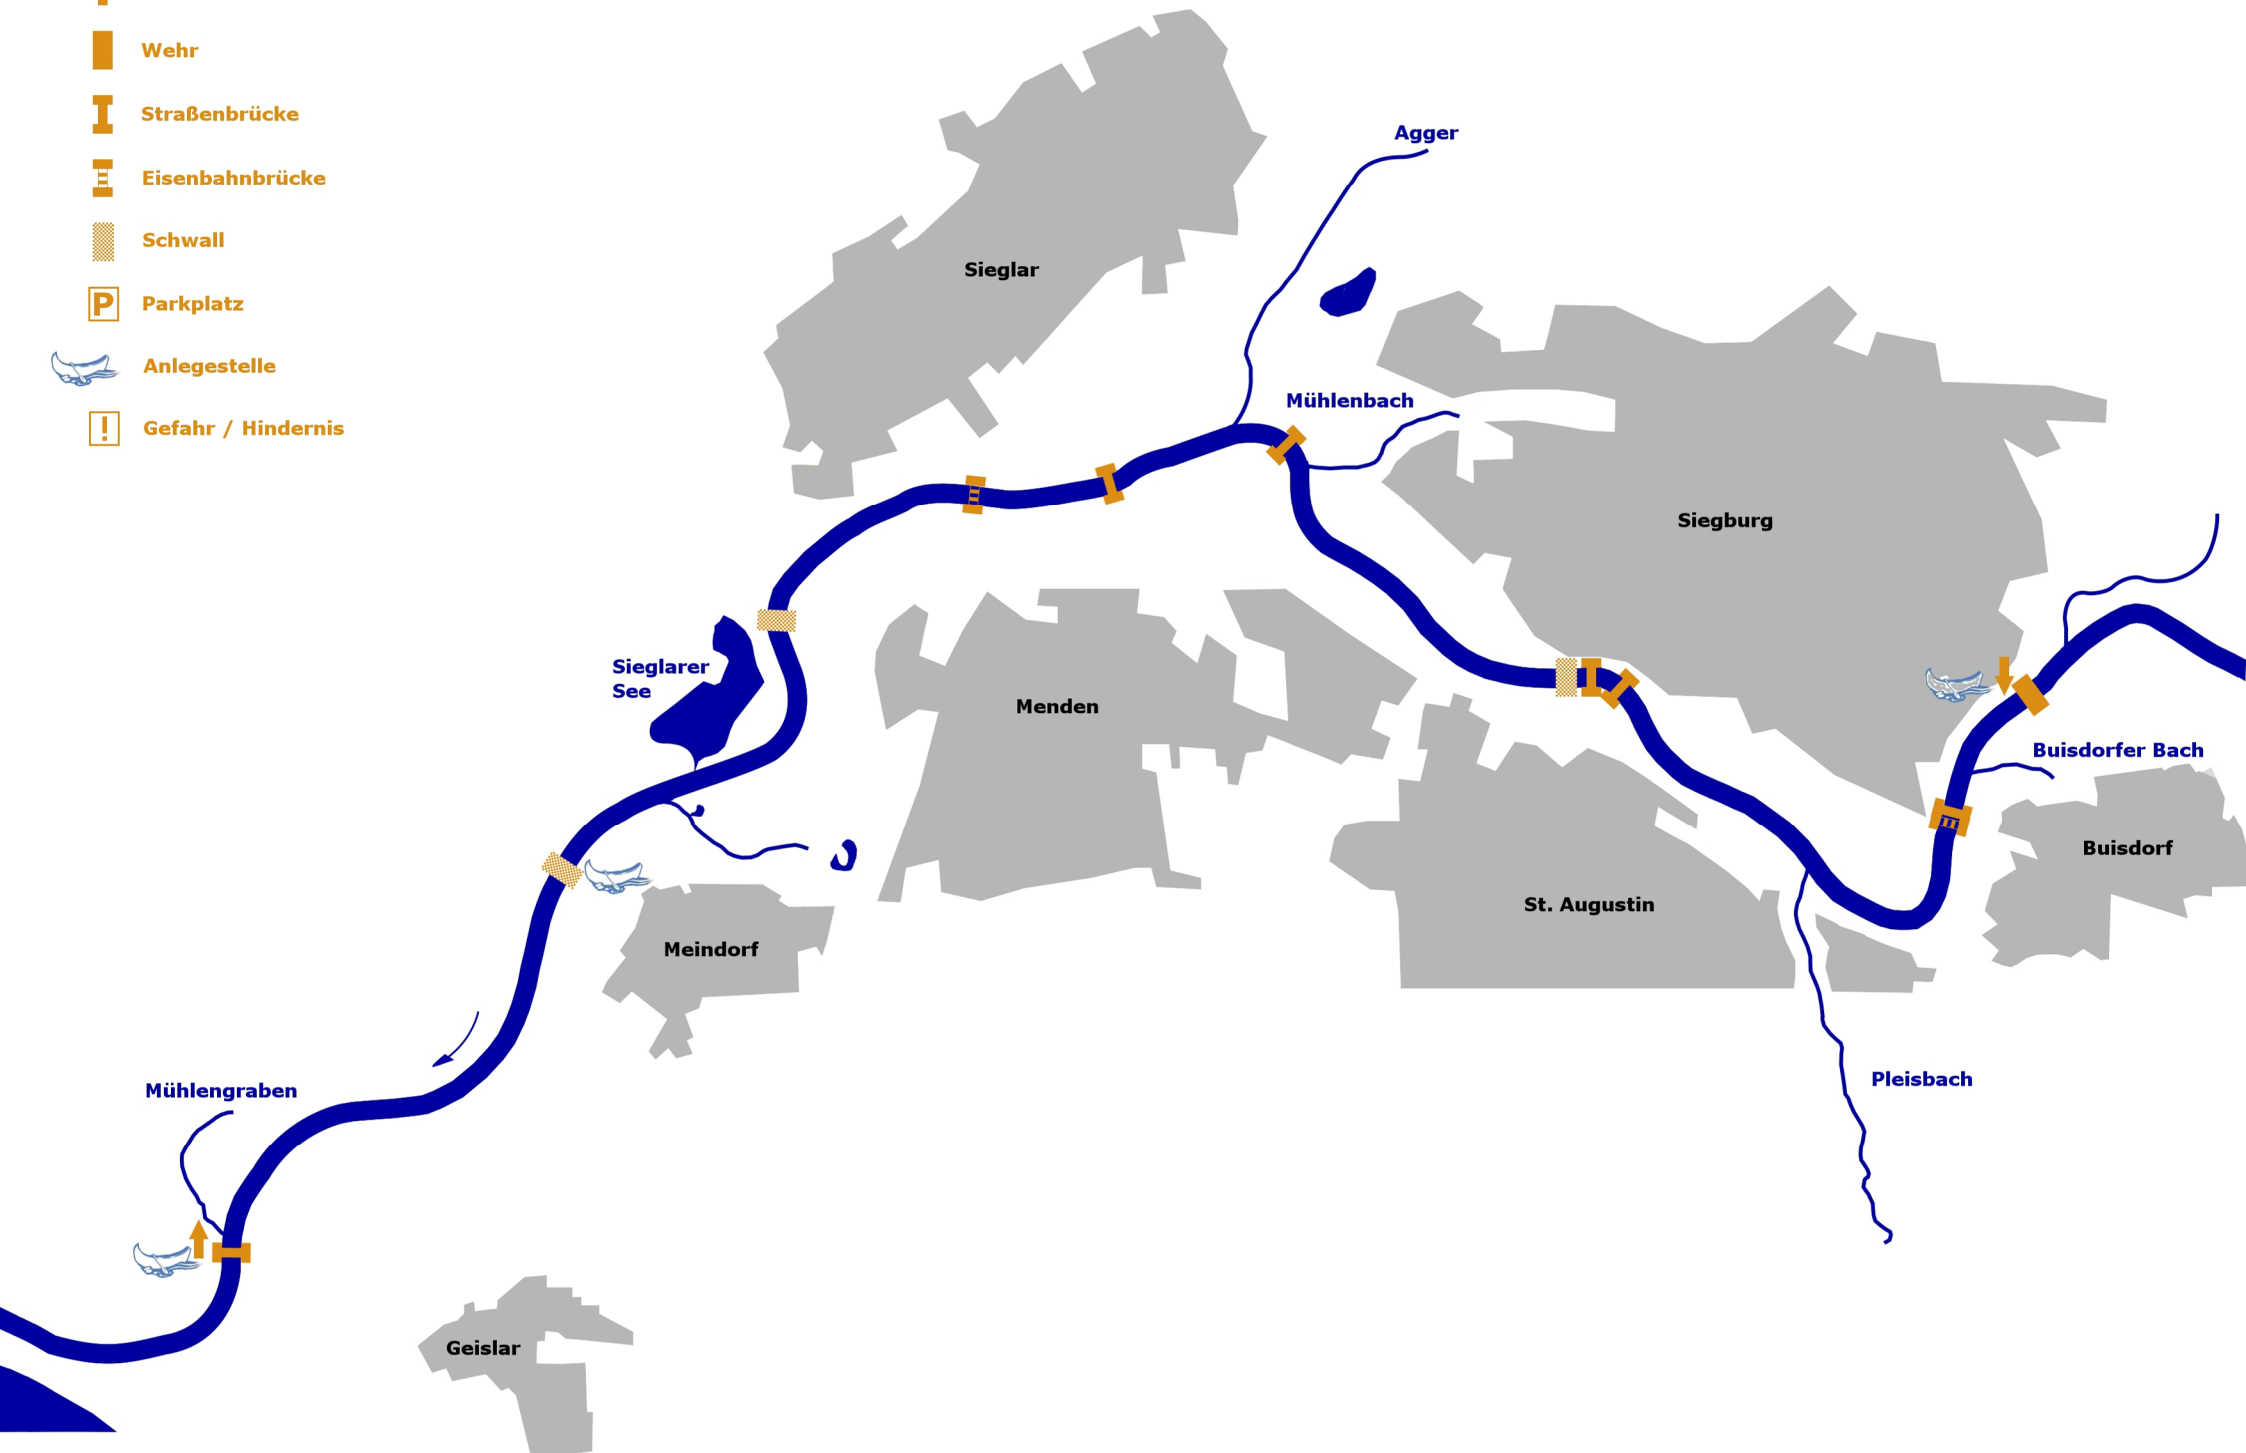 Wehr
Straßenbrücke
Eisenbahnbrücke
Schwall
P Parkplatz
Anlegestelle
! Gefahr / Hindernis
Agger
Sieglar
Mühlenbach
Siegburg
Sieglarer
See
Menden
Buisdorfer Bach
Buisdorf
St. Augustin
Meindorf
Pleisbach
Mühlengraben
Geislar